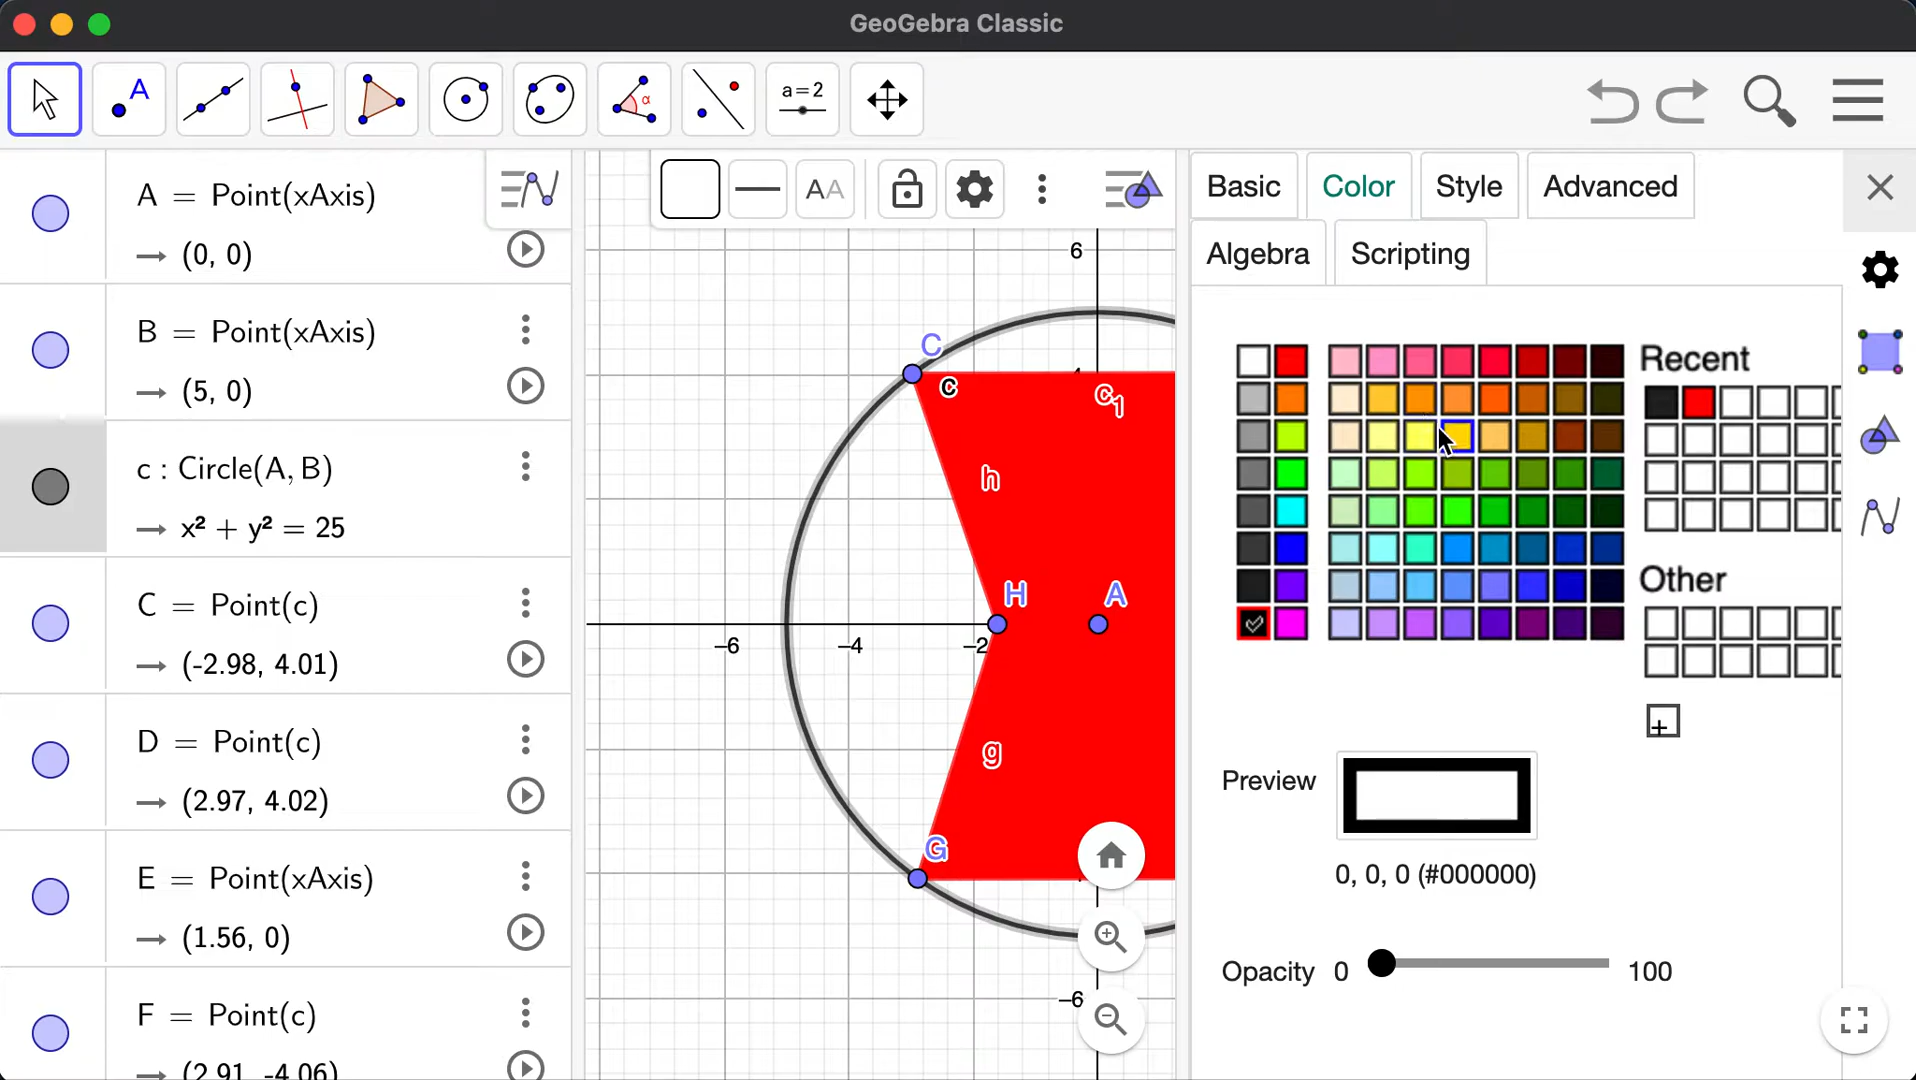 GeoGebra Classic
A
α
a=2
A = Point(xAxis)
→ (0, 0)
B = Point(xAxis)
→ (5, 0)
c : Circle(A, B)
→ x² + y² = 25
C = Point(c)
→ (-2.98, 4.01)
D = Point(c)
→ (2.97, 4.02)
E = Point(xAxis)
→ (1.56, 0)
F = Point(c)
→ (2.91, -4.06)
AA
6
C
c
c₁
h
H
A
−6
−4
−2
g
G
−6
Basic
Color
Style
Advanced
Algebra
Scripting
Recent
Other
+
Preview
0, 0, 0 (#000000)
Opacity 0 100